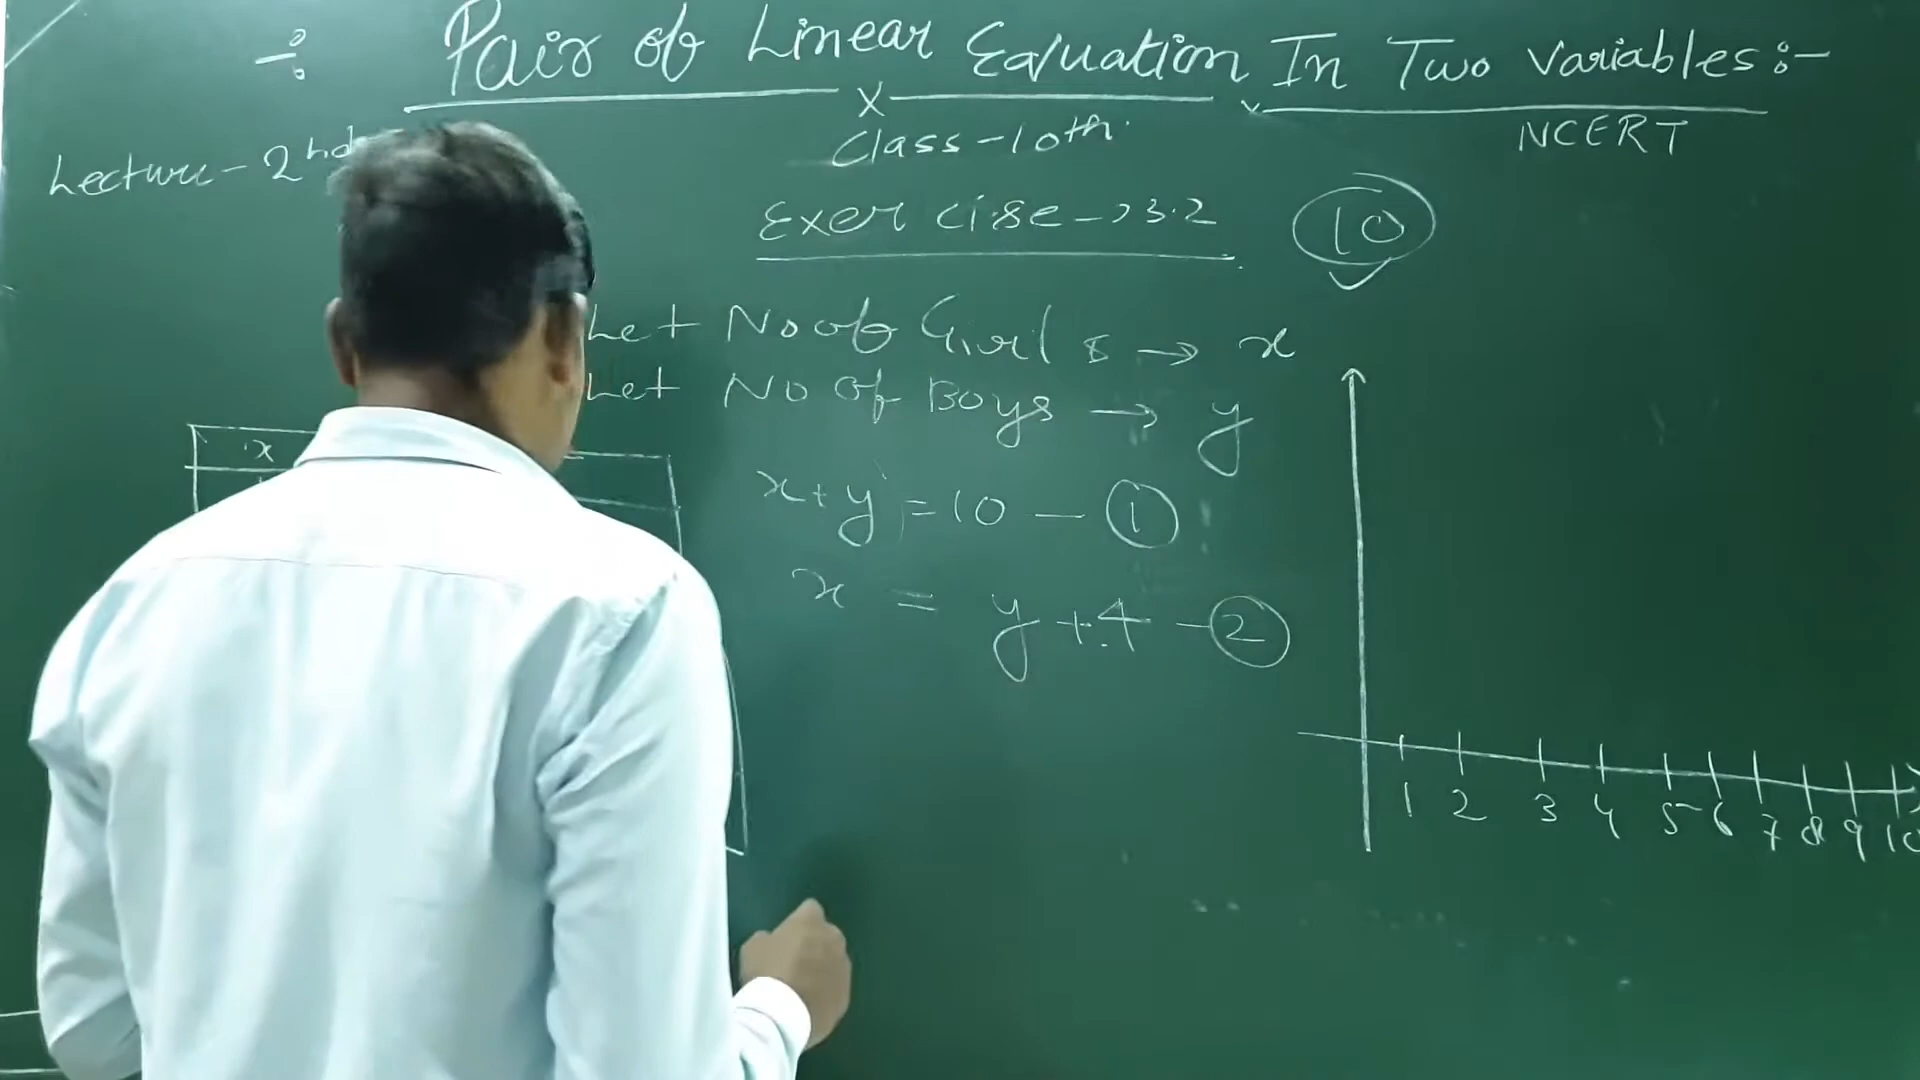 ÷ Pair of Linear Equation In Two Variables :-
x
Class-10th
NCERT
Lecture-2nd
Exercise→3.2
10
Let No of Girls → x
Let No of Boys → y
x
x+y=10 — 1
x = y+4 — 2
1 2 3 4 5 6 7 8 9 10